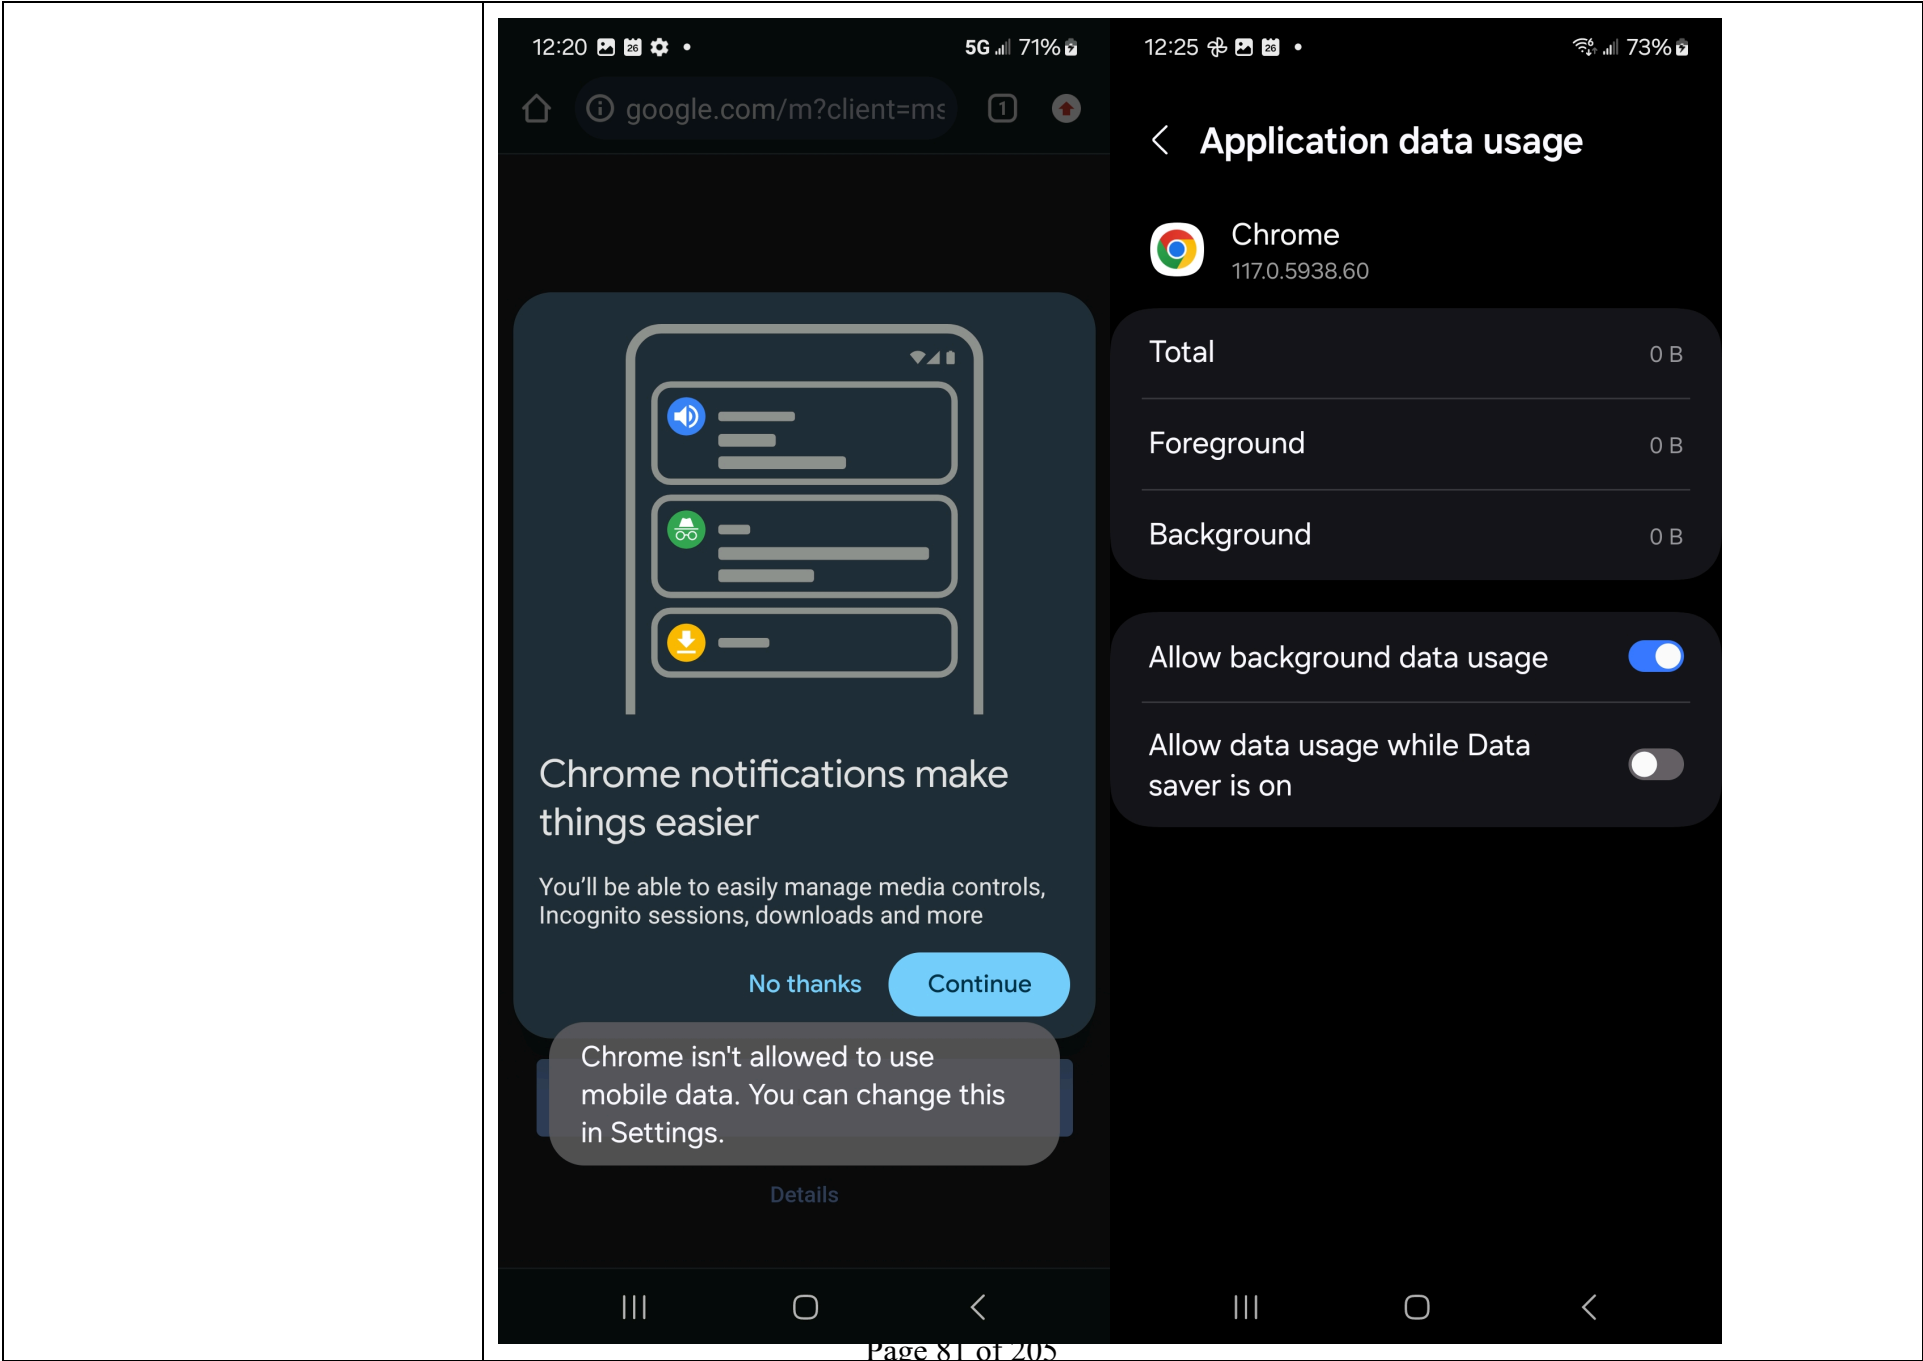 12:20
26
5G 71%
google.com/m?client=ms
1
Chrome notifications make
things easier
You'll be able to easily manage media controls,
Incognito sessions, downloads and more
No thanks
Continue
Chrome isn't allowed to use
mobile data. You can change this
in Settings.
Details
12:25
26
6
73%
Application data usage
Chrome
117.0.5938.60
Total
0 B
Foreground
0 B
Background
0 B
Allow background data usage
Allow data usage while Data
saver is on
Page 81 of 205